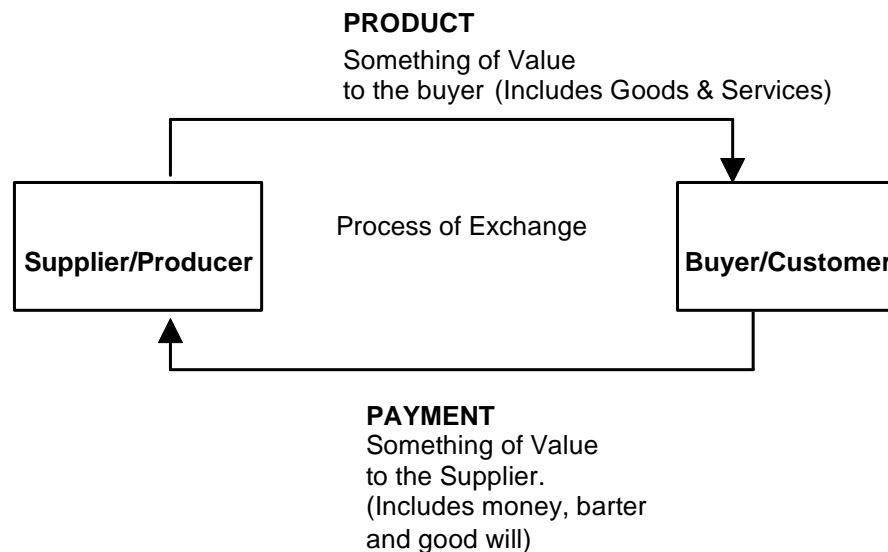 PRODUCT
Something of Value
to the buyer (Includes Goods & Services)
Process of Exchange
Supplier/Producer
Buyer/Customer
PAYMENT
Something of Value
to the Supplier.
(Includes money, barter
and good will)